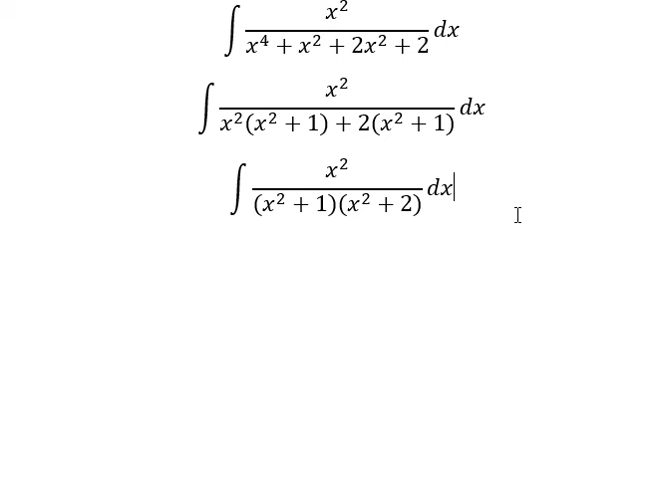 ∫ x² / (x⁴ + x² + 2x² + 2) dx
∫ x² / (x²(x² + 1) + 2(x² + 1)) dx
∫ x² / ((x² + 1)(x² + 2)) dx